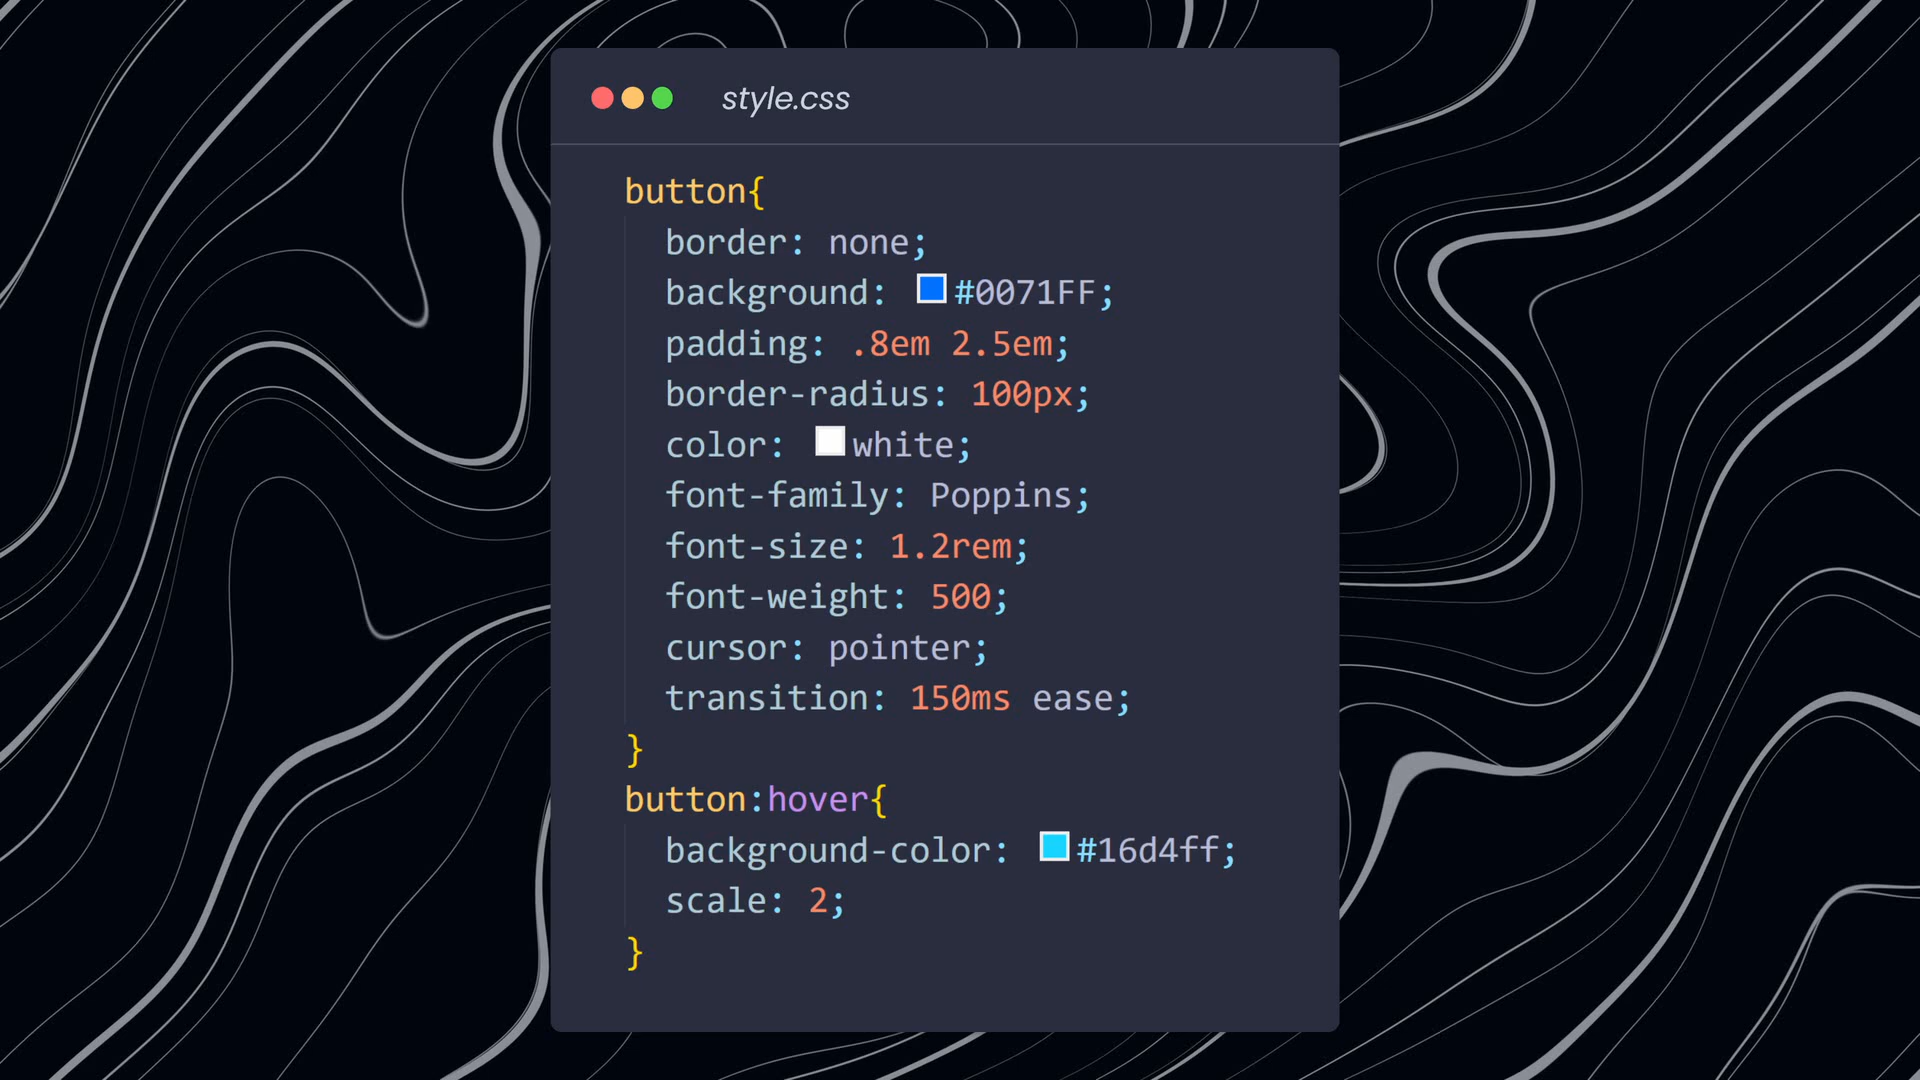 style.css
button{
border: none;
background: #0071FF;
padding: .8em 2.5em;
border-radius: 100px;
color: white;
font-family: Poppins;
font-size: 1.2rem;
font-weight: 500;
cursor: pointer;
transition: 150ms ease;
}
button:hover{
background-color: #16d4ff;
scale: 2;
}